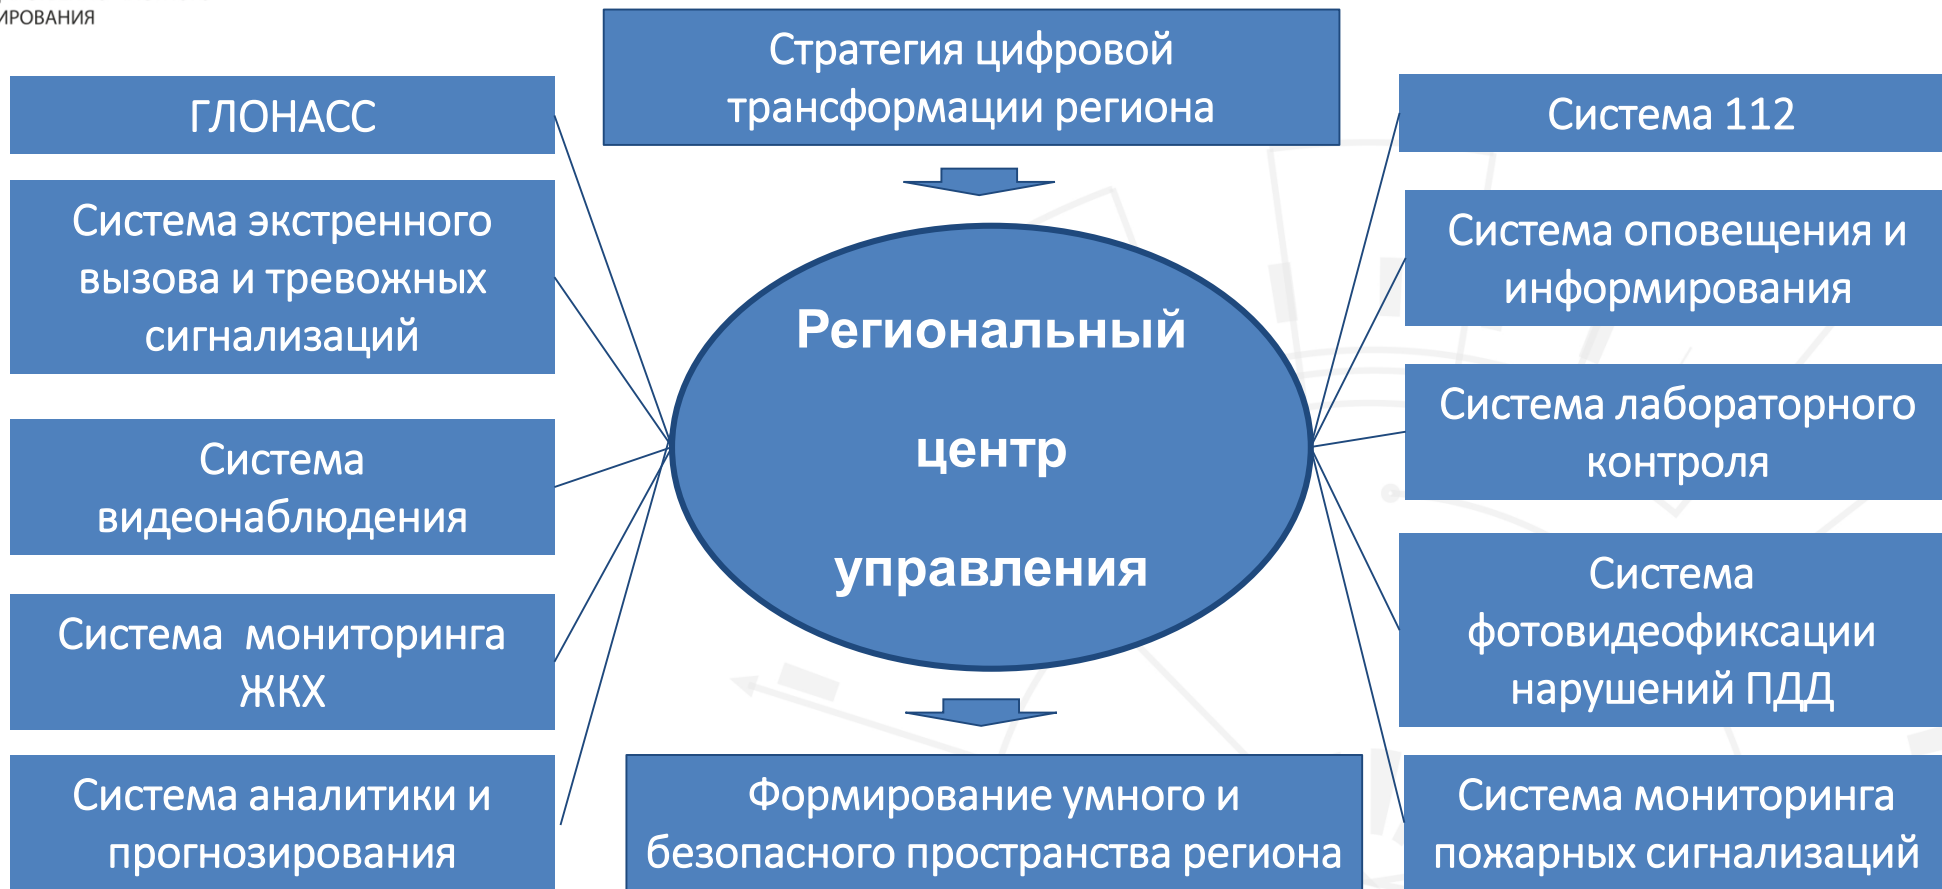 ИРОВАНИЯ
Стратегия цифровой
трансформации региона
ГЛОНАСС
Система экстренного
вызова и тревожных
сигнализаций
Система
видеонаблюдения
Система мониторинга
ЖКХ
Система аналитики и
прогнозирования
Региональный
центр
управления
Формирование умного и
безопасного пространства региона
Система 112
Система оповещения и
информирования
Система лабораторного
контроля
Система
фотовидеофиксации
нарушений ПДД
Система мониторинга
пожарных сигнализаций